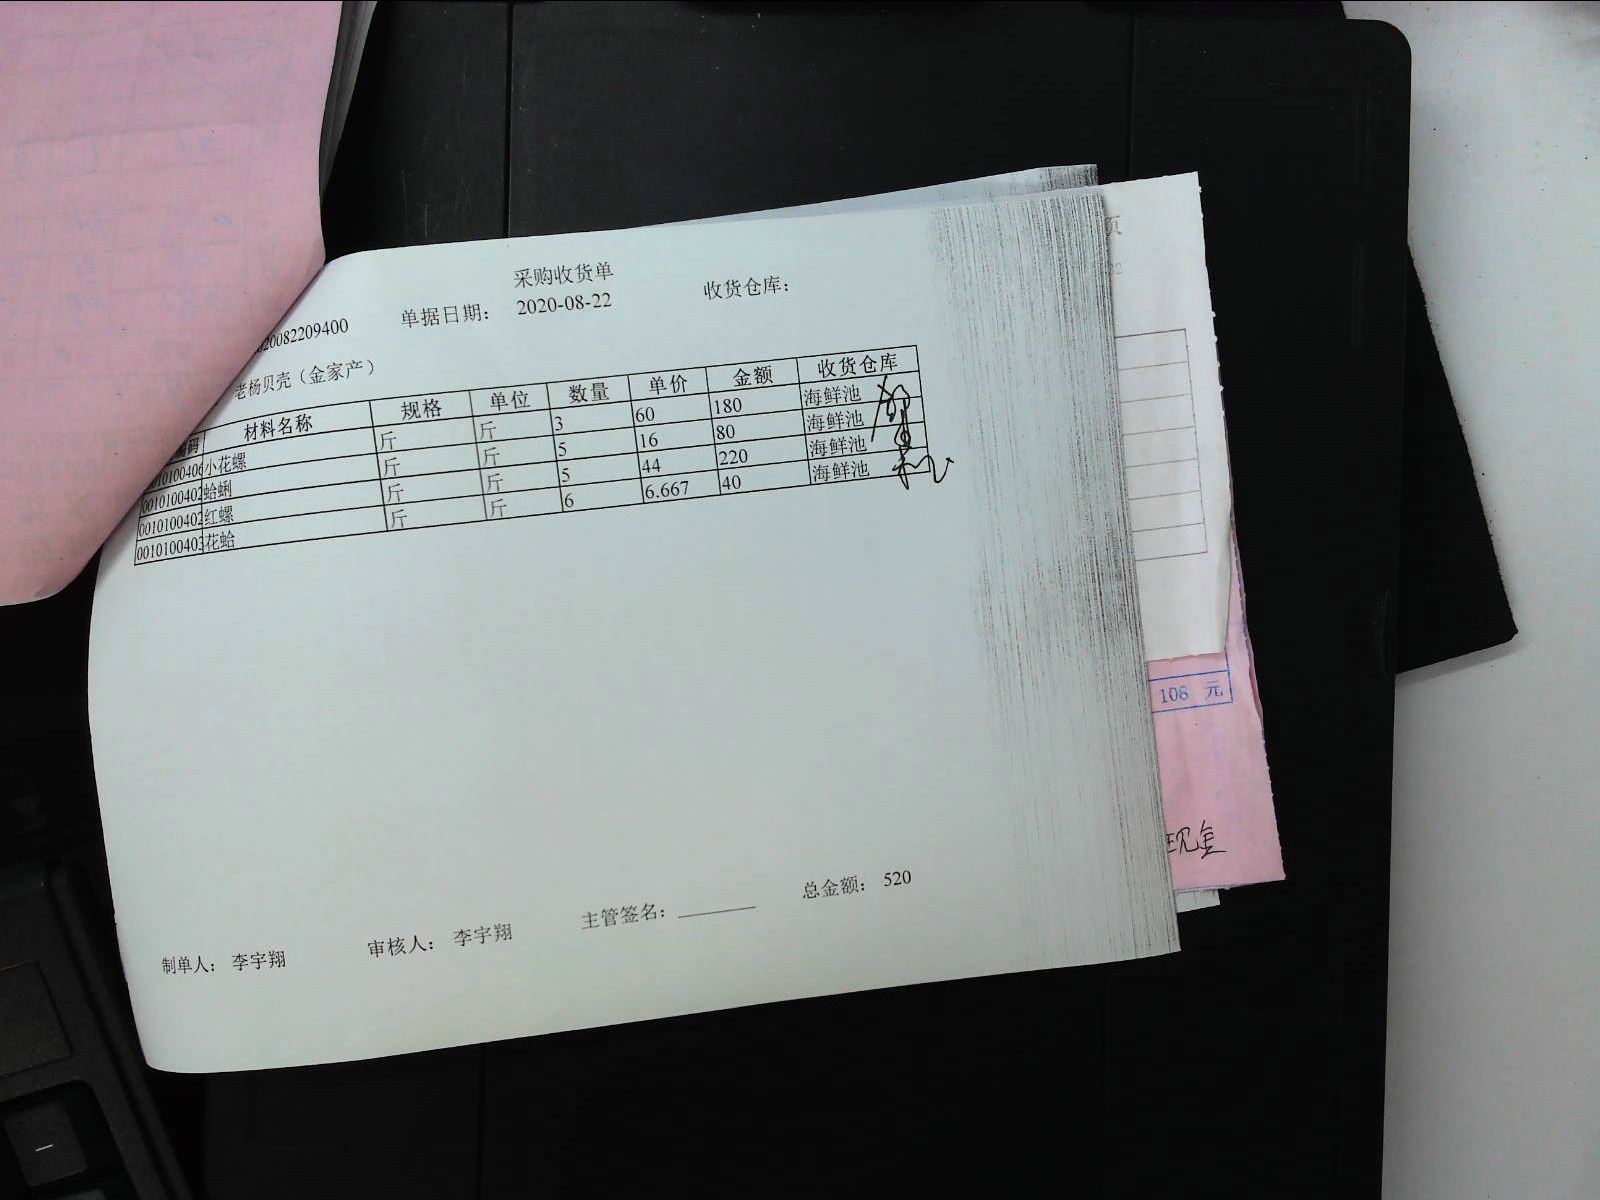 采购收货单
20082209400 单据日期： 2020-08-22 收货仓库：
老杨贝壳（金家产）
码 材料名称 规格 单位 数量 单价 金额 收货仓库
010100406 小花螺 斤 斤 3 60 180 海鲜池
0010100402 蛤蜊 斤 斤 5 16 80 海鲜池
0010100402 红螺 斤 斤 5 44 220 海鲜池
0010100403 花蛤 斤 斤 6 6.667 40 海鲜池
总金额： 520
制单人： 李宇翔 审核人： 李宇翔 主管签名：
页
108 元
现金